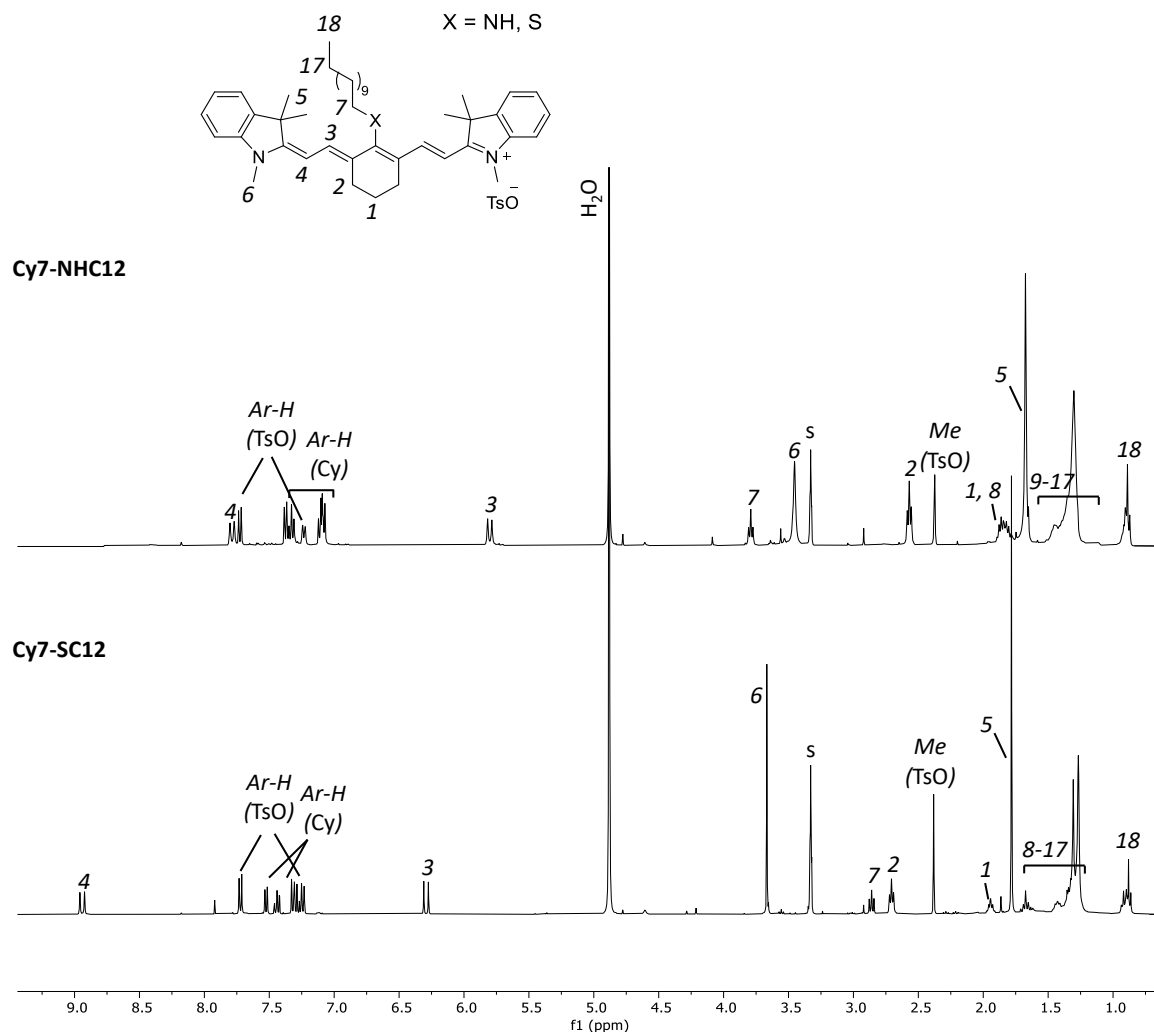 18
X = NH, S
17
9
5
7
X
3
N
4
2
N +
6
1
TsO −
H₂O
Cy7-NHC12
Ar-H
(TsO)
Ar-H
(Cy)
4
3
7
6
s
2
Me
(TsO)
1, 8
5
9-17
18
Cy7-SC12
Ar-H
(TsO)
Ar-H
(Cy)
4
3
6
s
7
2
Me
(TsO)
1
5
8-17
18
9.0 8.5 8.0 7.5 7.0 6.5 6.0 5.5 5.0 4.5 4.0 3.5 3.0 2.5 2.0 1.5 1.0
f1 (ppm)